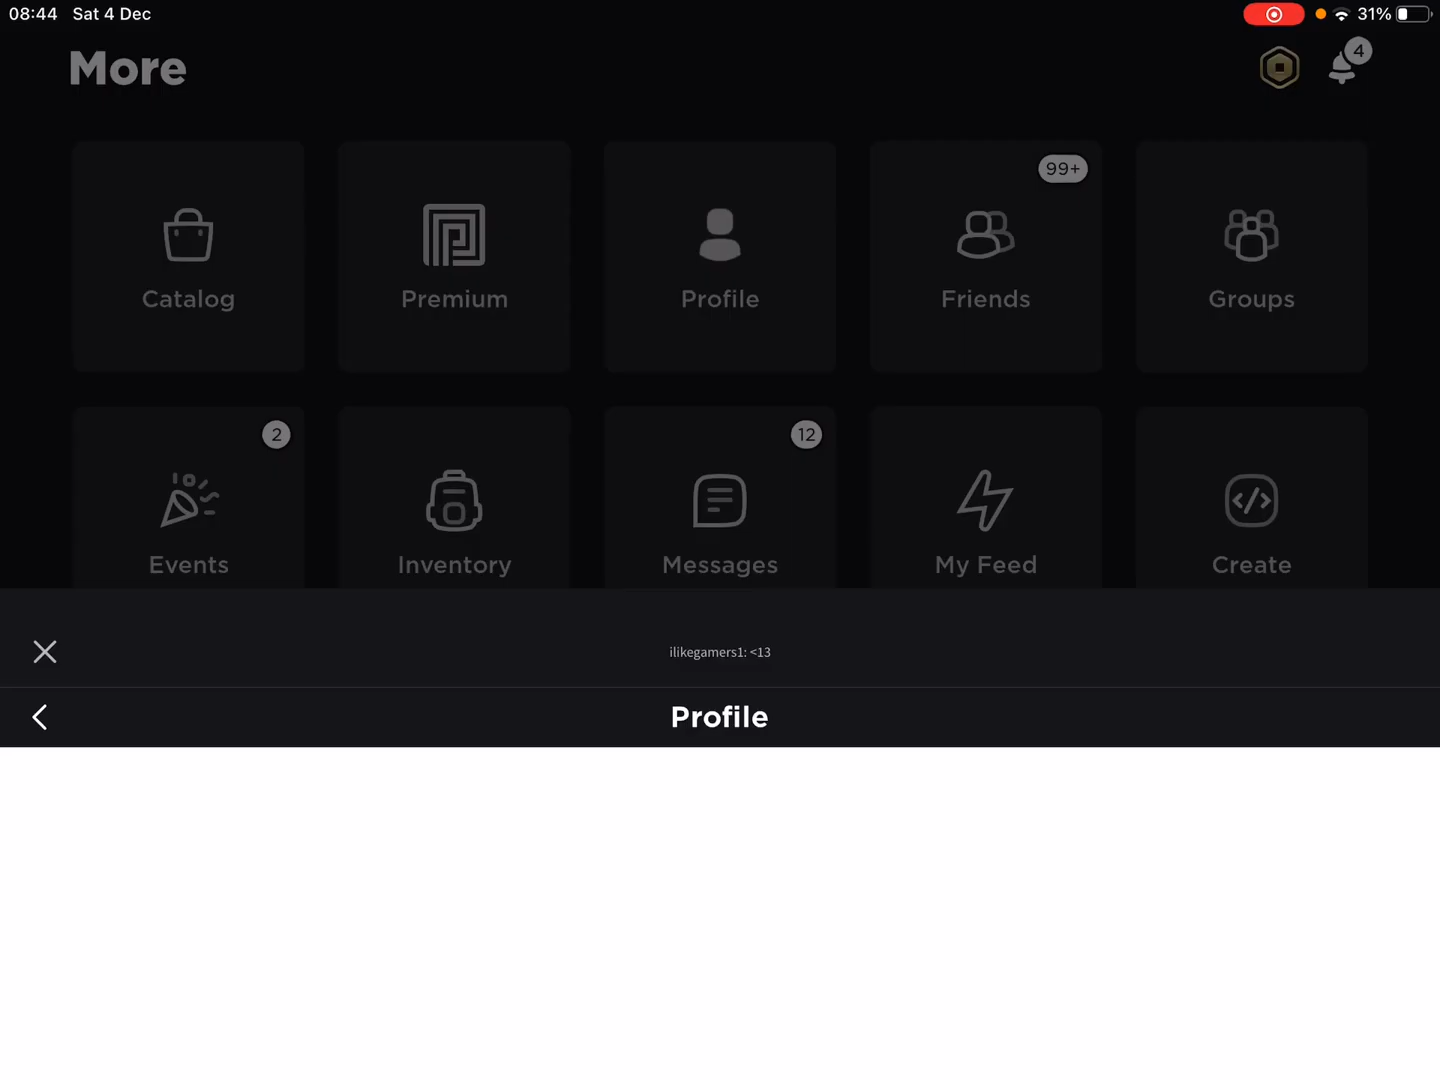 08:44 Sat 4 Dec 31%
More 4
99+
Catalog Premium Profile Friends Groups
2 12
Events Inventory Messages My Feed Create
ilikegamers1: <13
Profile